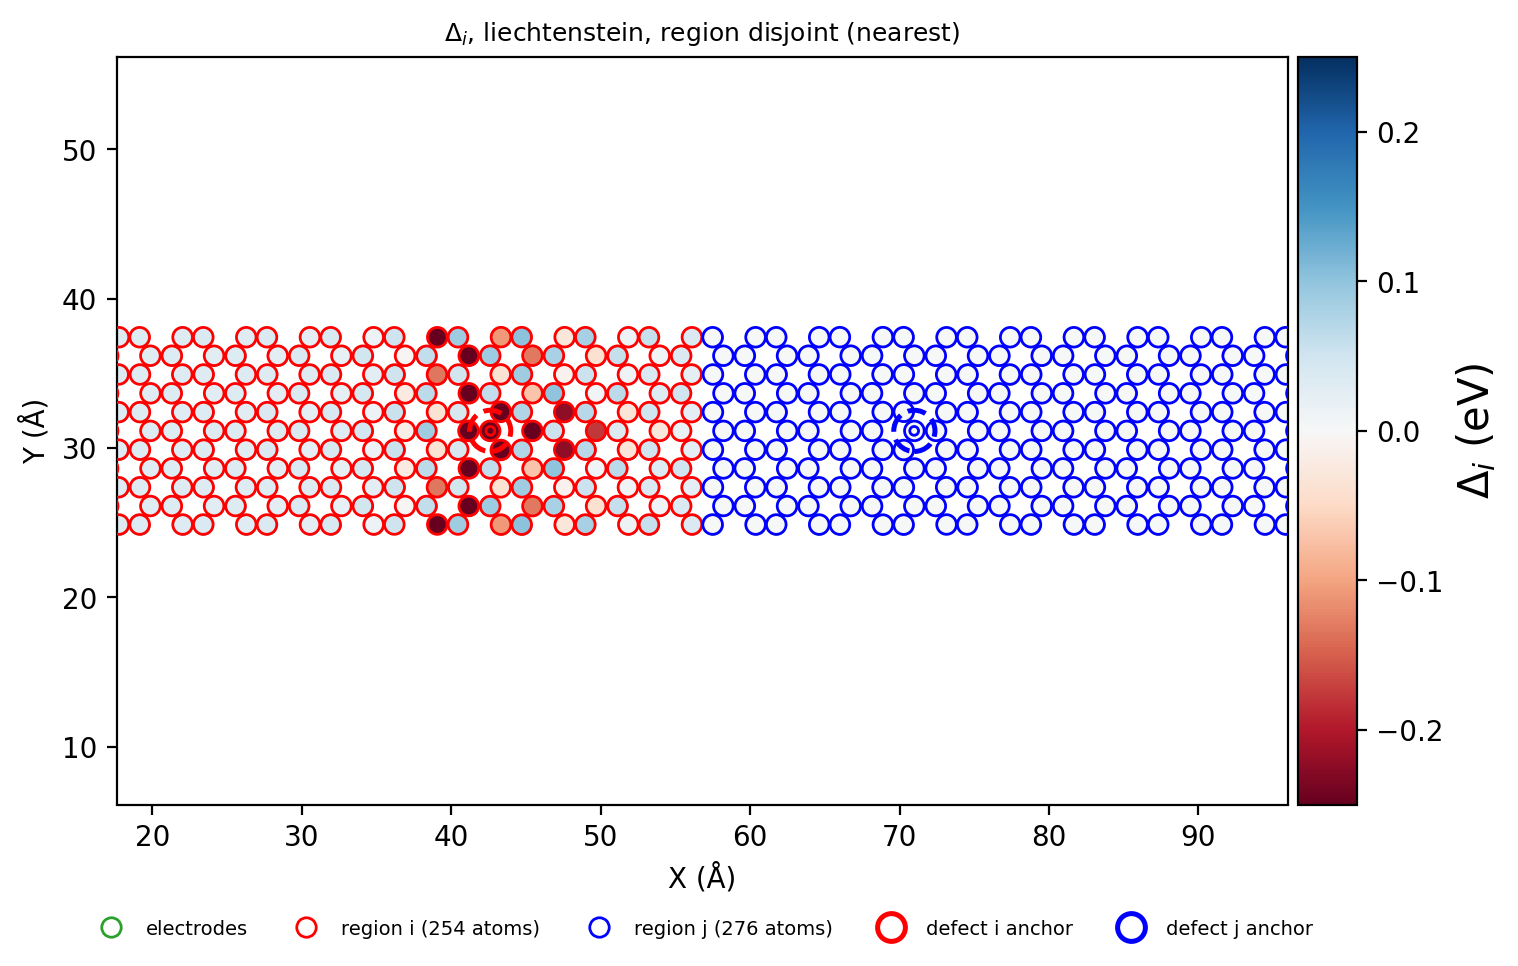 Δi, liechtenstein, region disjoint (nearest)
50
40
30
20
10
Y (Å)
20 30 40 50 60 70 80 90
X (Å)
0.2
0.1
0.0
−0.1
−0.2
Δi (eV)
electrodes region i (254 atoms) region j (276 atoms) defect i anchor defect j anchor